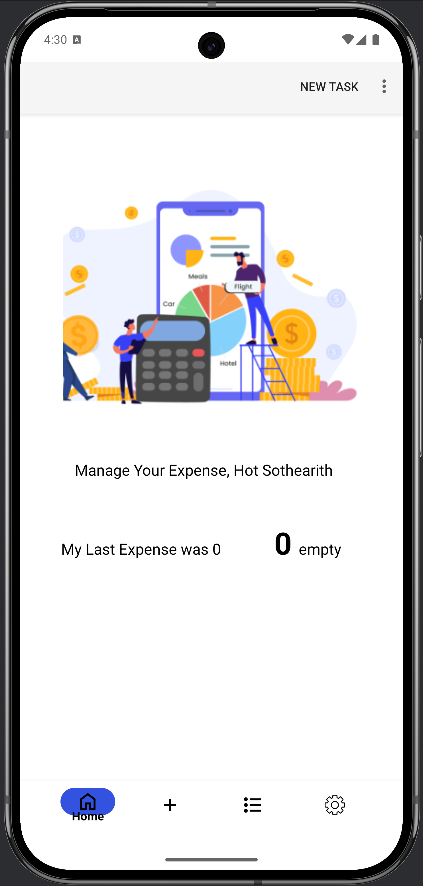 4:30 A
NEW TASK
Meals
Flight
Car
Hotel
Manage Your Expense, Hot Sothearith
My Last Expense was 0 0 empty
Home